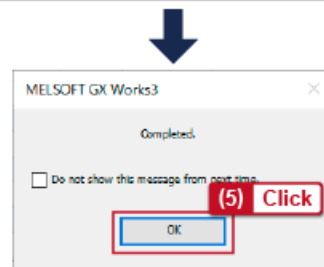 MELSOFT GX Works3
Completed.
Do not show this message from next time.
(5) Click
OK